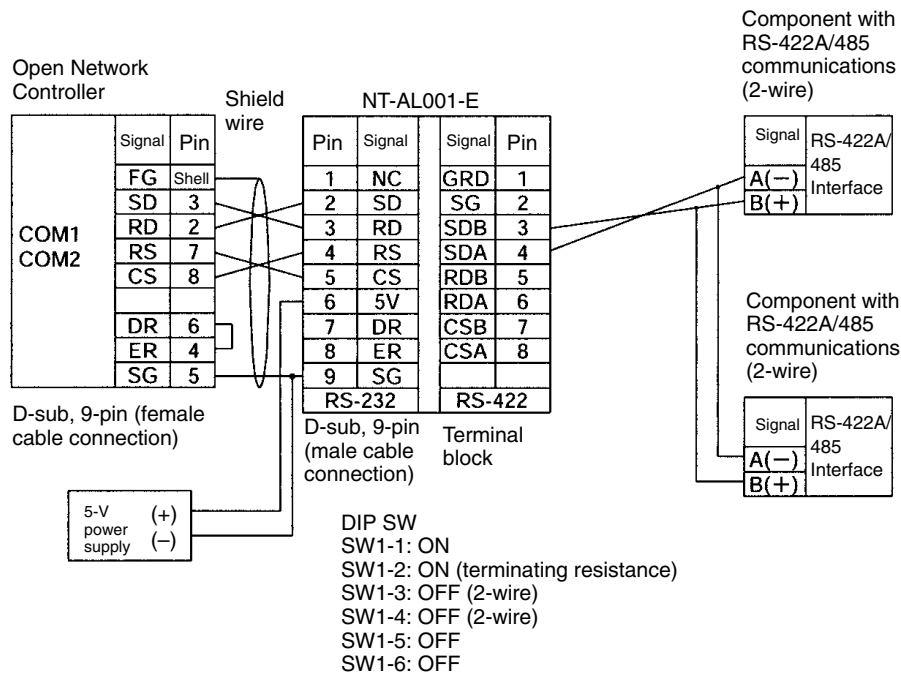 Component with
RS-422A/485
communications
(2-wire)
Open Network
Controller
Shield
wire
NT-AL001-E
Signal Pin
FG Shell
SD 3
RD 2
RS 7
CS 8
DR 6
ER 4
SG 5
COM1
COM2
D-sub, 9-pin (female
cable connection)
Pin Signal
1 NC
2 SD
3 RD
4 RS
5 CS
6 5V
7 DR
8 ER
9 SG
RS-232
D-sub, 9-pin
(male cable
connection)
Signal Pin
GRD 1
SG 2
SDB 3
SDA 4
RDB 5
RDA 6
CSB 7
CSA 8
RS-422
Terminal
block
Signal
A(−)
B(+)
RS-422A/
485
Interface
Component with
RS-422A/485
communications
(2-wire)
Signal
A(−)
B(+)
RS-422A/
485
Interface
5-V
power
supply
(+)
(−)
DIP SW
SW1-1: ON
SW1-2: ON (terminating resistance)
SW1-3: OFF (2-wire)
SW1-4: OFF (2-wire)
SW1-5: OFF
SW1-6: OFF